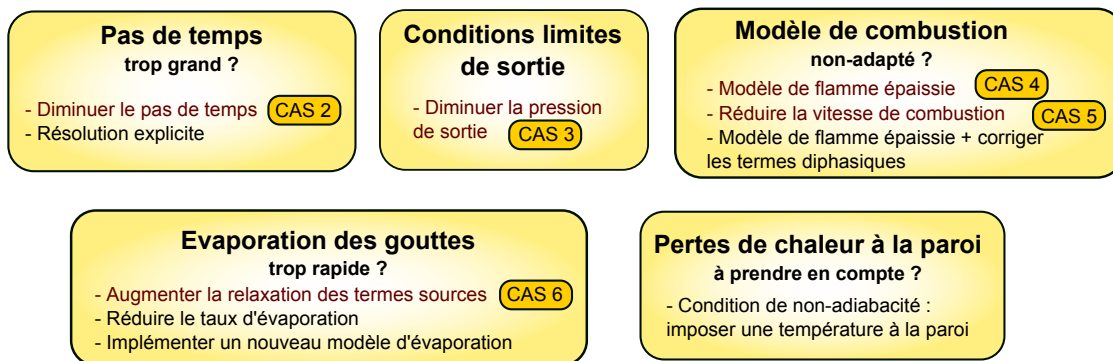 Pas de temps
trop grand ?
- Diminuer le pas de temps CAS 2
- Résolution explicite
Conditions limites
de sortie
- Diminuer la pression
de sortie CAS 3
Modèle de combustion
non-adapté ?
- Modèle de flamme épaissie CAS 4
- Réduire la vitesse de combustion CAS 5
- Modèle de flamme épaissie + corriger
les termes diphasiques
Evaporation des gouttes
trop rapide ?
- Augmenter la relaxation des termes sources CAS 6
- Réduire le taux d'évaporation
- Implémenter un nouveau modèle d'évaporation
Pertes de chaleur à la paroi
à prendre en compte ?
- Condition de non-adiabacité :
imposer une température à la paroi